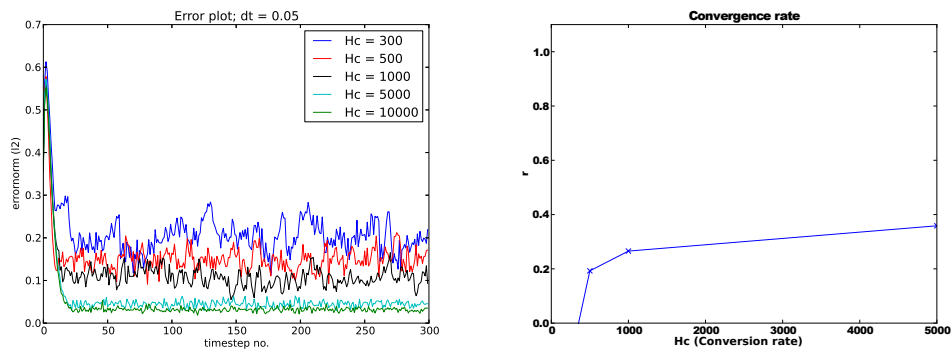 Error plot; dt = 0.05
0.7
0.6
0.5
0.4
0.3
0.2
0.1
0.0
errornorm (l2)
Hc = 300
Hc = 500
Hc = 1000
Hc = 5000
Hc = 10000
0 50 100 150 200 250 300
timestep no.
Convergence rate
1.0
0.8
0.6
0.4
0.2
0.0
r
0 1000 2000 3000 4000 5000
Hc (Conversion rate)